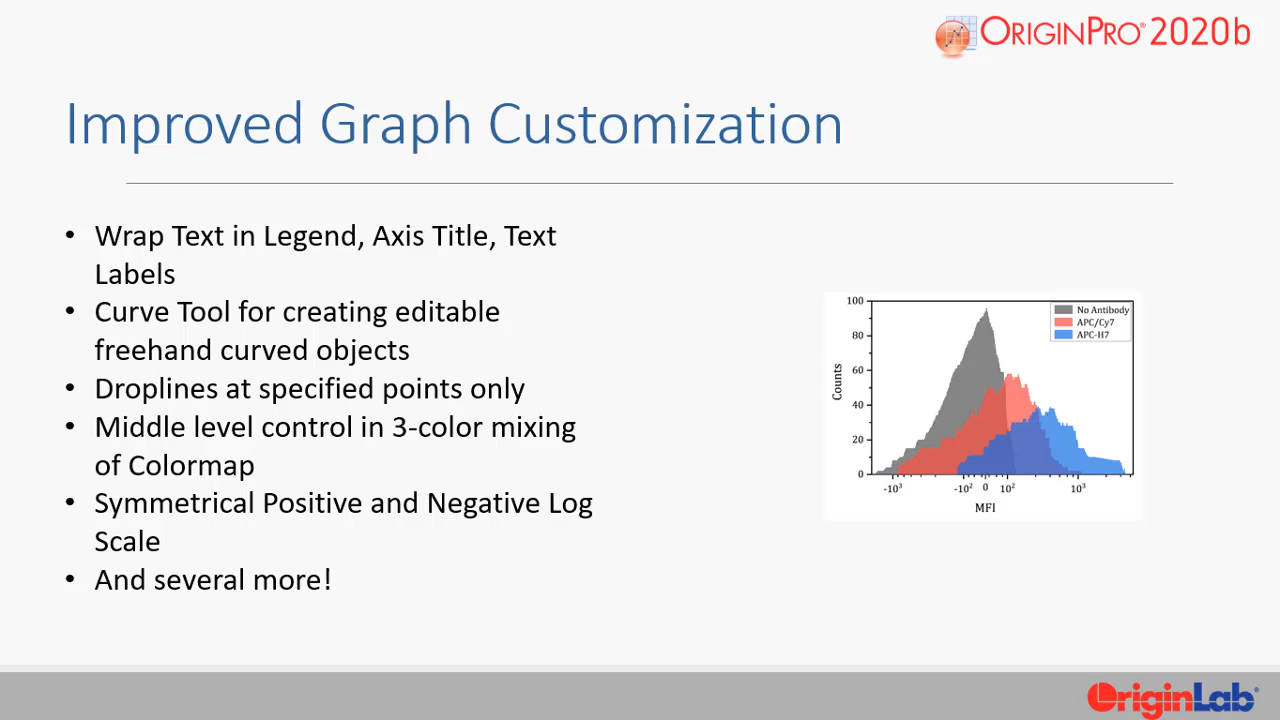 ORIGINPRO® 2020b
Improved Graph Customization
• Wrap Text in Legend, Axis Title, Text
Labels
• Curve Tool for creating editable
freehand curved objects
• Droplines at specified points only
• Middle level control in 3-color mixing
of Colormap
• Symmetrical Positive and Negative Log
Scale
• And several more!
100
80
60
40
20
0
Counts
No Antibody
APC/Cy7
APC-H7
-10³ -10² 0 10² 10³
MFI
OriginLab®